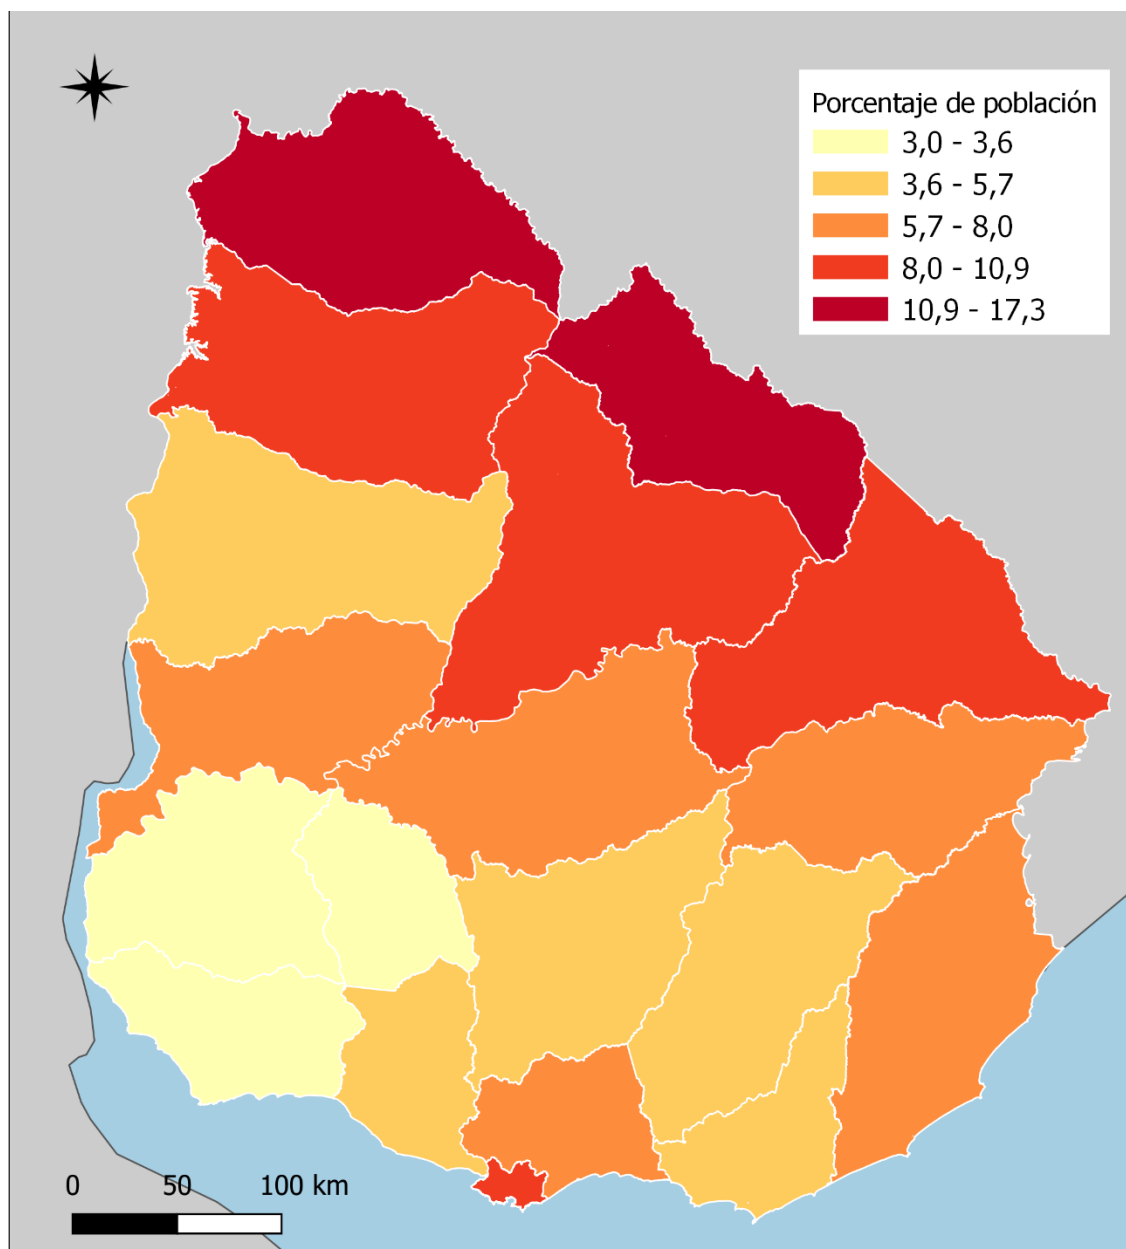 Porcentaje de población
3,0 - 3,6
3,6 - 5,7
5,7 - 8,0
8,0 - 10,9
10,9 - 17,3
0 50 100 km